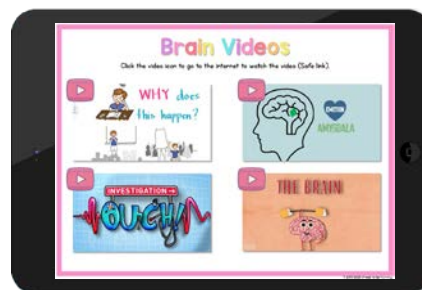 Brain Videos
Click the video icon to go to the internet to watch the video (Safe link).
WHY does
this happen?
AMYGDALA
INVESTIGATION
OUCH!
THE BRAIN